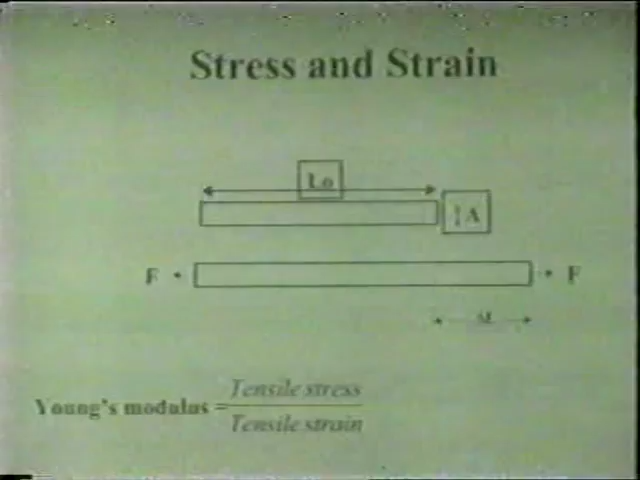 Stress and Strain
Lo
A
F
F
Young's modulus =
Tensile stress
Tensile strain